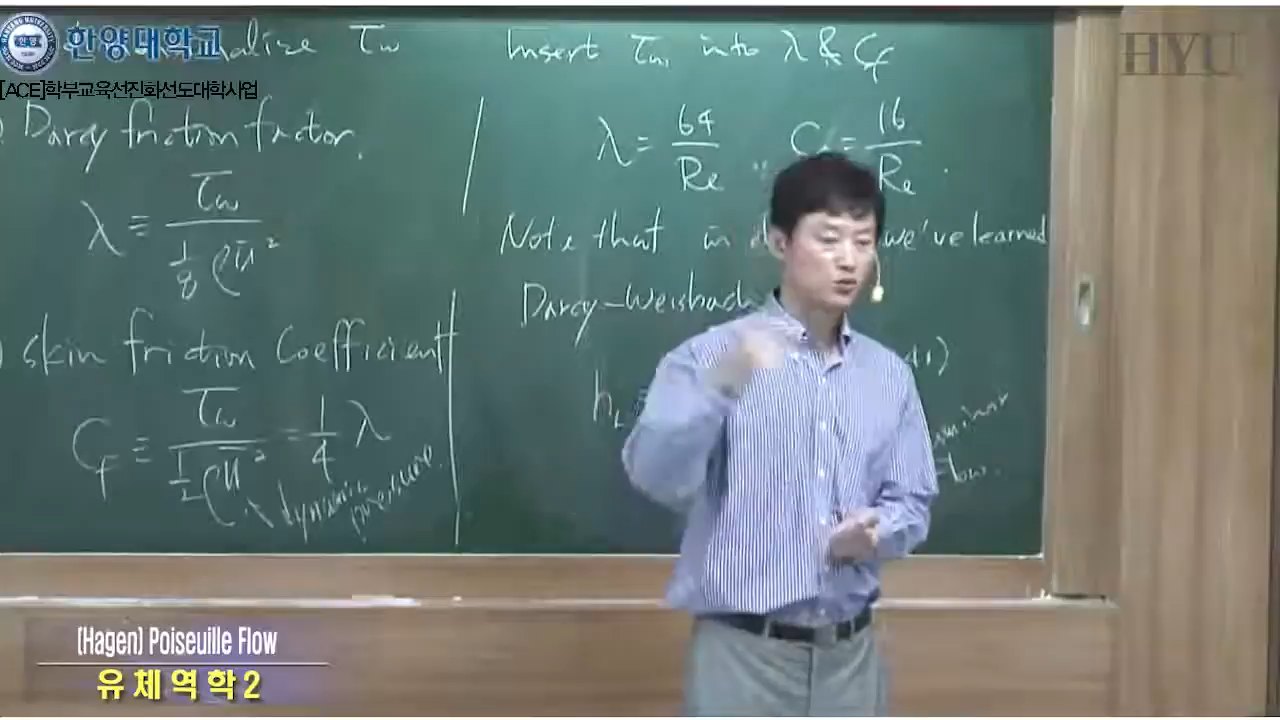 한양대학교
HYU
[ACE]학부교육선진화선도대학사업
τw
Insert τw into λ & Cf
Darcy friction factor.
λ ≡ τw / (1/8 ρū²)
λ = 64/Re , C = 16/Re .
Note that in we've learned
Darcy-Weisbach
skin friction Coefficient
Cf ≡ τw / (1/2 ρū²) = 1/4 λ
dynamic pressure
hL
(Hagen) Poiseuille Flow
유체역학2